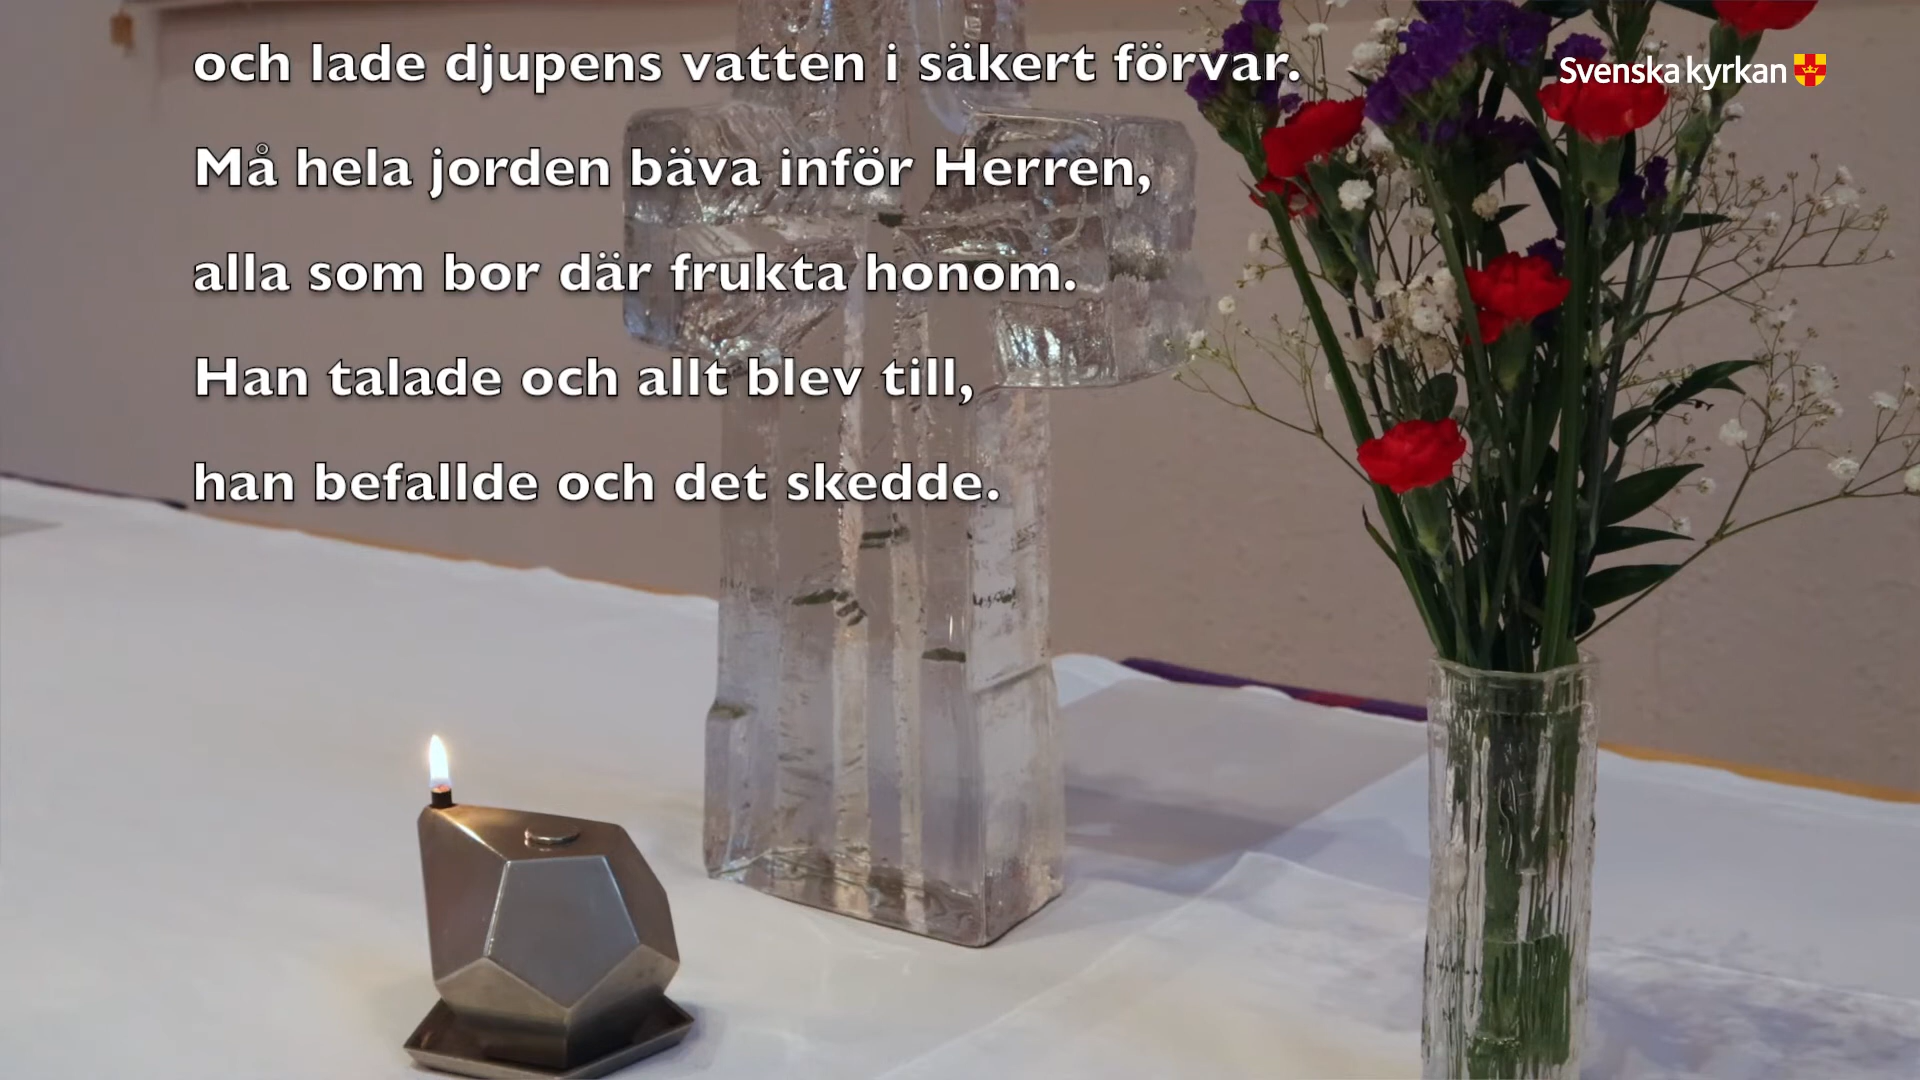 och lade djupens vatten i säkert förvar.
Svenska kyrkan
Må hela jorden bäva inför Herren,
alla som bor där frukta honom.
Han talade och allt blev till,
han befallde och det skedde.